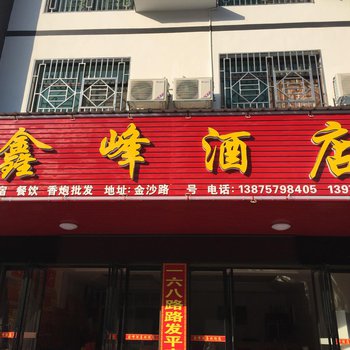 鑫峰酒店
宿 餐饮 香炮批发 地址:金沙路 号 电话:13875798405 139
一六八路路发平